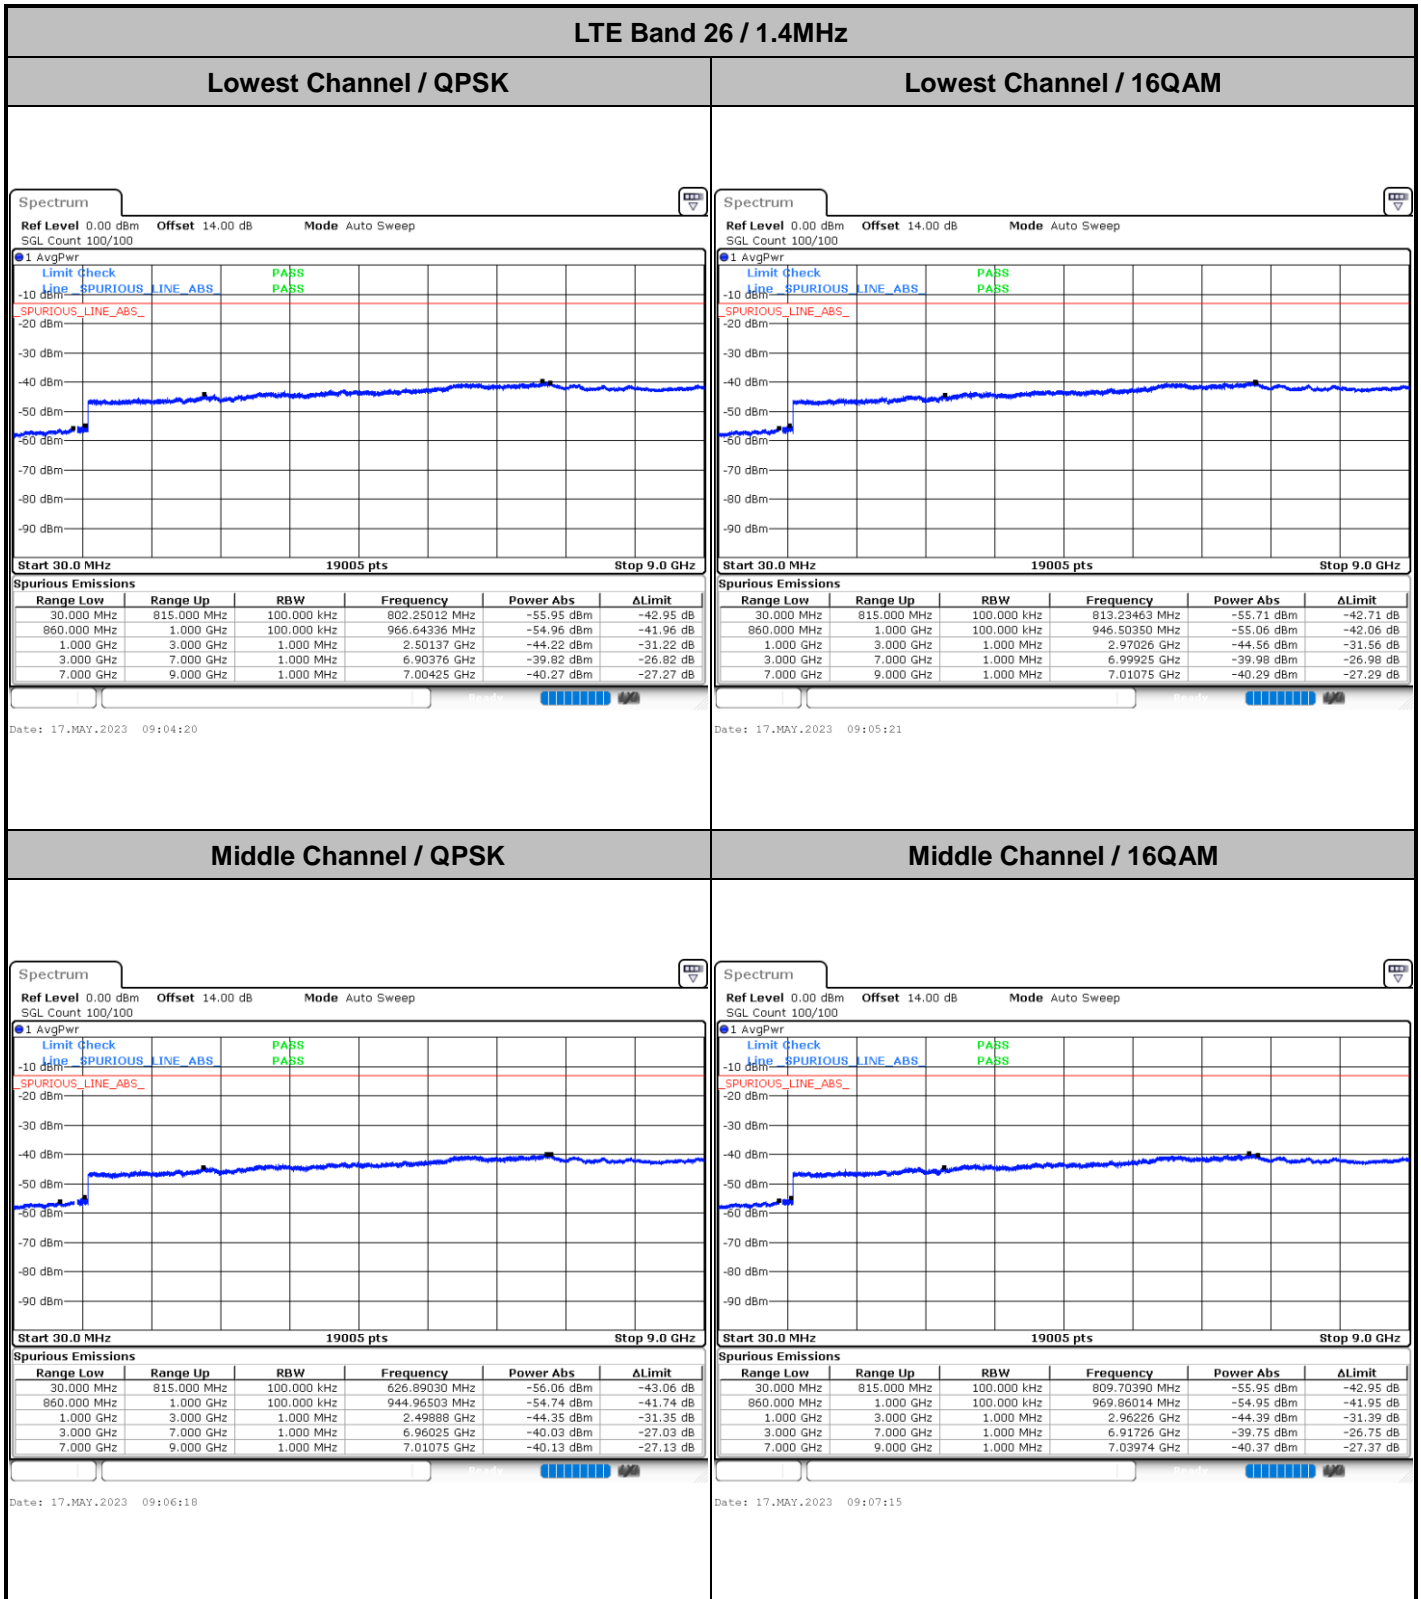 LTE Band 26 / 1.4MHz
Lowest Channel / QPSK
Lowest Channel / 16QAM
Spectrum
Ref Level 0.00 dBm Offset 14.00 dB Mode Auto Sweep
SGL Count 100/100
1 AvgPwr
Limit Check PASS
Line _SPURIOUS_LINE_ABS_ PASS
-10 dBm
_SPURIOUS_LINE_ABS_
-20 dBm
-30 dBm
-40 dBm
-50 dBm
-60 dBm
-70 dBm
-80 dBm
-90 dBm
Start 30.0 MHz 19005 pts Stop 9.0 GHz
Spurious Emissions
Range Low Range Up RBW Frequency Power Abs ΔLimit
30.000 MHz 815.000 MHz 100.000 kHz 802.25012 MHz -55.95 dBm -42.95 dB
860.000 MHz 1.000 GHz 100.000 kHz 966.64336 MHz -54.96 dBm -41.96 dB
1.000 GHz 3.000 GHz 1.000 MHz 2.50137 GHz -44.22 dBm -31.22 dB
3.000 GHz 7.000 GHz 1.000 MHz 6.90376 GHz -39.82 dBm -26.82 dB
7.000 GHz 9.000 GHz 1.000 MHz 7.00425 GHz -40.27 dBm -27.27 dB
Ready
Date: 17.MAY.2023 09:04:20
Spectrum
Ref Level 0.00 dBm Offset 14.00 dB Mode Auto Sweep
SGL Count 100/100
1 AvgPwr
Limit Check PASS
Line _SPURIOUS_LINE_ABS_ PASS
-10 dBm
_SPURIOUS_LINE_ABS_
-20 dBm
-30 dBm
-40 dBm
-50 dBm
-60 dBm
-70 dBm
-80 dBm
-90 dBm
Start 30.0 MHz 19005 pts Stop 9.0 GHz
Spurious Emissions
Range Low Range Up RBW Frequency Power Abs ΔLimit
30.000 MHz 815.000 MHz 100.000 kHz 813.23463 MHz -55.71 dBm -42.71 dB
860.000 MHz 1.000 GHz 100.000 kHz 946.50350 MHz -55.06 dBm -42.06 dB
1.000 GHz 3.000 GHz 1.000 MHz 2.97026 GHz -44.56 dBm -31.56 dB
3.000 GHz 7.000 GHz 1.000 MHz 6.99925 GHz -39.98 dBm -26.98 dB
7.000 GHz 9.000 GHz 1.000 MHz 7.01075 GHz -40.29 dBm -27.29 dB
Ready
Date: 17.MAY.2023 09:05:21
Middle Channel / QPSK
Middle Channel / 16QAM
Spectrum
Ref Level 0.00 dBm Offset 14.00 dB Mode Auto Sweep
SGL Count 100/100
1 AvgPwr
Limit Check PASS
Line _SPURIOUS_LINE_ABS_ PASS
-10 dBm
_SPURIOUS_LINE_ABS_
-20 dBm
-30 dBm
-40 dBm
-50 dBm
-60 dBm
-70 dBm
-80 dBm
-90 dBm
Start 30.0 MHz 19005 pts Stop 9.0 GHz
Spurious Emissions
Range Low Range Up RBW Frequency Power Abs ΔLimit
30.000 MHz 815.000 MHz 100.000 kHz 626.89030 MHz -56.06 dBm -43.06 dB
860.000 MHz 1.000 GHz 100.000 kHz 944.96503 MHz -54.74 dBm -41.74 dB
1.000 GHz 3.000 GHz 1.000 MHz 2.49888 GHz -44.35 dBm -31.35 dB
3.000 GHz 7.000 GHz 1.000 MHz 6.96025 GHz -40.03 dBm -27.03 dB
7.000 GHz 9.000 GHz 1.000 MHz 7.01075 GHz -40.13 dBm -27.13 dB
Ready
Date: 17.MAY.2023 09:06:18
Spectrum
Ref Level 0.00 dBm Offset 14.00 dB Mode Auto Sweep
SGL Count 100/100
1 AvgPwr
Limit Check PASS
Line _SPURIOUS_LINE_ABS_ PASS
-10 dBm
_SPURIOUS_LINE_ABS_
-20 dBm
-30 dBm
-40 dBm
-50 dBm
-60 dBm
-70 dBm
-80 dBm
-90 dBm
Start 30.0 MHz 19005 pts Stop 9.0 GHz
Spurious Emissions
Range Low Range Up RBW Frequency Power Abs ΔLimit
30.000 MHz 815.000 MHz 100.000 kHz 809.70390 MHz -55.95 dBm -42.95 dB
860.000 MHz 1.000 GHz 100.000 kHz 969.86014 MHz -54.95 dBm -41.95 dB
1.000 GHz 3.000 GHz 1.000 MHz 2.96226 GHz -44.39 dBm -31.39 dB
3.000 GHz 7.000 GHz 1.000 MHz 6.91726 GHz -39.75 dBm -26.75 dB
7.000 GHz 9.000 GHz 1.000 MHz 7.03974 GHz -40.37 dBm -27.37 dB
Ready
Date: 17.MAY.2023 09:07:15